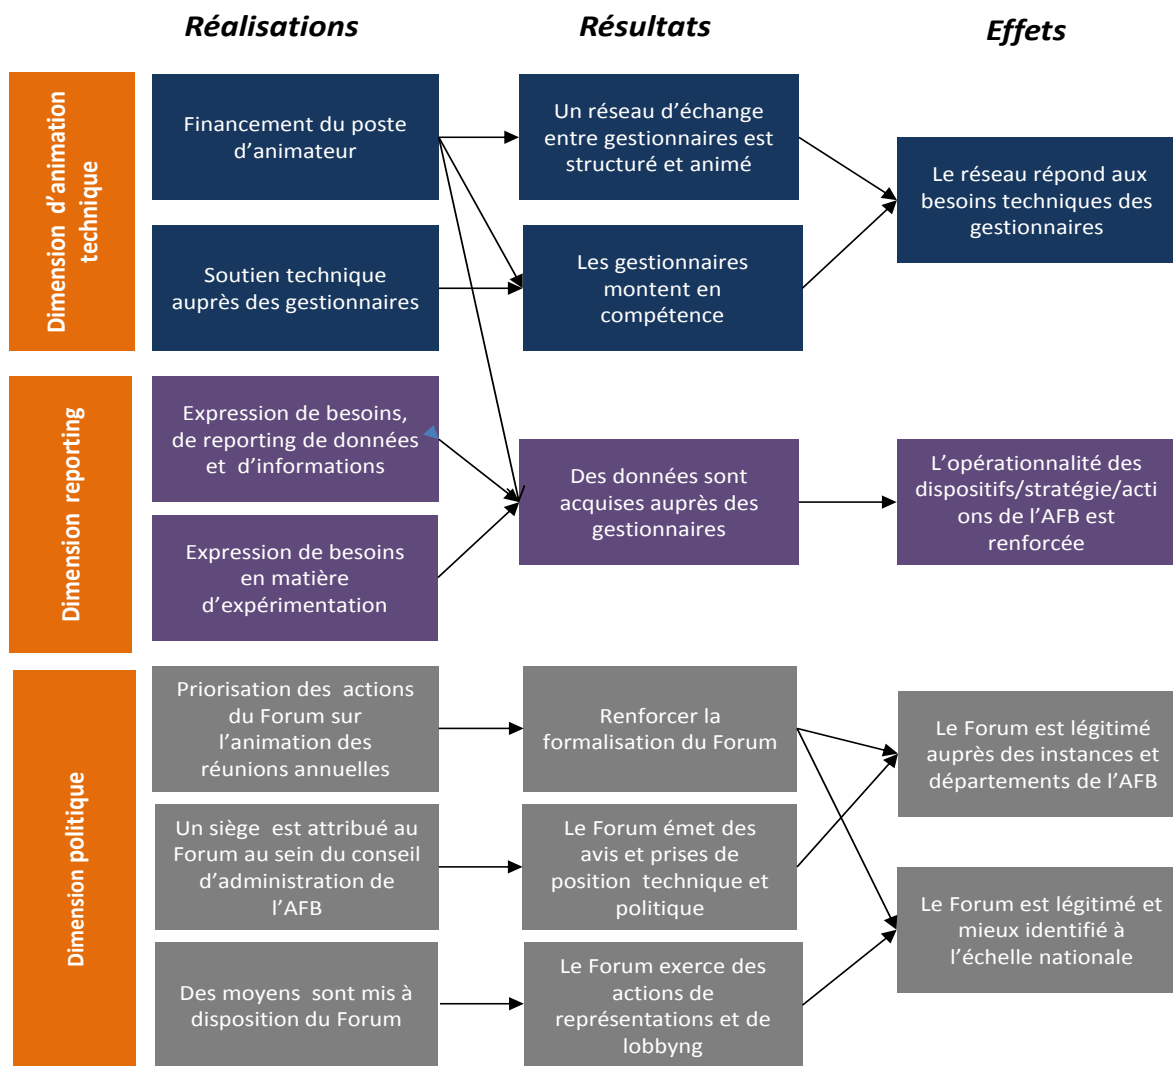 Réalisations
Résultats
Effets
Dimension d’animation
technique
Financement du poste
d’animateur
Un réseau d’échange
entre gestionnaires est
structuré et animé
Le réseau répond aux
besoins techniques des
gestionnaires
Soutien technique
auprès des gestionnaires
Les gestionnaires
montent en
compétence
Dimension reporting
Expression de besoins,
de reporting de données
et d’informations
Des données sont
acquises auprès des
gestionnaires
L’opérationnalité des
dispositifs/stratégie/acti
ons de l’AFB est
renforcée
Expression de besoins
en matière
d’expérimentation
Dimension politique
Priorisation des actions
du Forum sur
l’animation des
réunions annuelles
Renforcer la
formalisation du Forum
Le Forum est légitimé
auprès des instances et
départements de l’AFB
Un siège est attribué au
Forum au sein du conseil
d’administration de
l’AFB
Le Forum émet des
avis et prises de
position technique et
politique
Le Forum est légitimé et
mieux identifié à
l’échelle nationale
Des moyens sont mis à
disposition du Forum
Le Forum exerce des
actions de
représentations et de
lobbyng